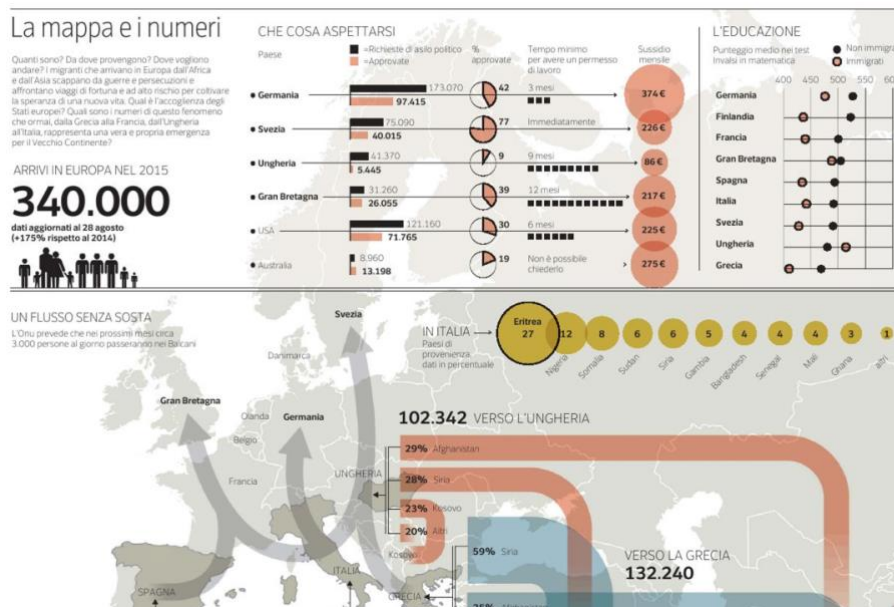 La mappa e i numeri
Quanti sono? Da dove provengono? Dove vogliono
andare? I migranti che arrivano in Europa dall'Africa
e dall'Asia scappano da guerre e persecuzioni e
affrontano viaggi di fortuna e ad alto rischio per coltivare
la speranza di una nuova vita. Qual è l'accoglienza degli
Stati europei? Quali sono i numeri di questo fenomeno
che ormai, dalla Grecia alla Francia, dall'Ungheria
all'Italia, rappresenta una vera e propria emergenza
per il Vecchio Continente?
ARRIVI IN EUROPA NEL 2015
340.000
dati aggiornati al 28 agosto
(+175% rispetto al 2014)
CHE COSA ASPETTARSI
Paese
=Richieste di asilo politico
=Approvate
%
approvate
Tempo minimo
per avere un permesso
di lavoro
Sussidio
mensile
Germania 173.070 97.415 42 3 mesi 374 €
Svezia 75.090 40.015 77 Immediatamente 226 €
Ungheria 41.370 5.445 9 9 mesi 86 €
Gran Bretagna 31.260 26.055 39 12 mesi 217 €
USA 121.160 71.765 30 6 mesi 225 €
Australia 8.960 13.198 19 Non è possibile
chiederlo 275 €
L'EDUCAZIONE
Punteggio medio nei test
Invalsi in matematica
Non immigra
Immigrati
400 450 500 550 60
Germania
Finlandia
Francia
Gran Bretagna
Spagna
Italia
Svezia
Ungheria
Grecia
UN FLUSSO SENZA SOSTA
L'Onu prevede che nei prossimi mesi circa
3.000 persone al giorno passeranno nei Balcani
IN ITALIA
Paesi di
provenienza
dati in percentuale
Eritrea
27 12 8 6 6 5 4 4 4 3 1
Nigeria Somalia Sudan Siria Gambia Bangladesh Senegal Mali Ghana altri
Svezia
Danimarca
Gran Bretagna
Olanda
Germania
Belgio
Francia
UNGHERIA
102.342 VERSO L'UNGHERIA
29% Afghanistan
28% Siria
23% Kosovo
20% Altri
Kosovo
59% Siria
VERSO LA GRECIA
132.240
ITALIA
SPAGNA
GRECIA
25% Afghanistan